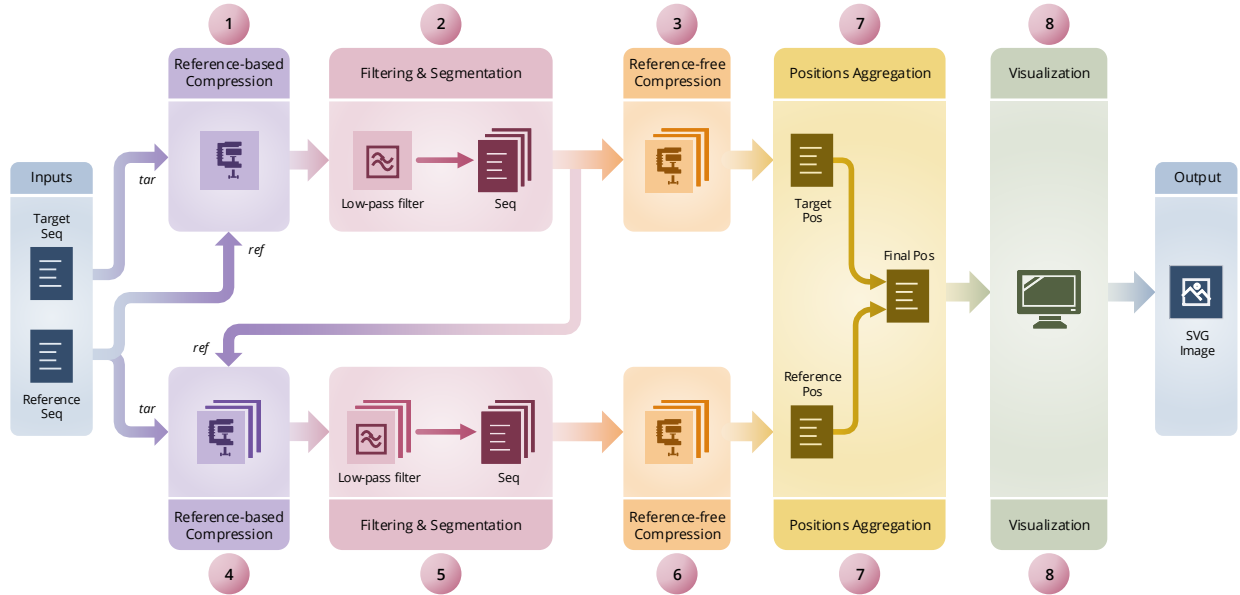 1
2
3
7
8
Reference-based
Compression
Filtering & Segmentation
Reference-free
Compression
Positions Aggregation
Visualization
Inputs
Target
Seq
Reference
Seq
tar
ref
Low-pass filter
Seq
Target
Pos
Final Pos
Reference
Pos
Output
SVG
Image
ref
tar
Low-pass filter
Seq
Reference-based
Compression
Filtering & Segmentation
Reference-free
Compression
Positions Aggregation
Visualization
4
5
6
7
8